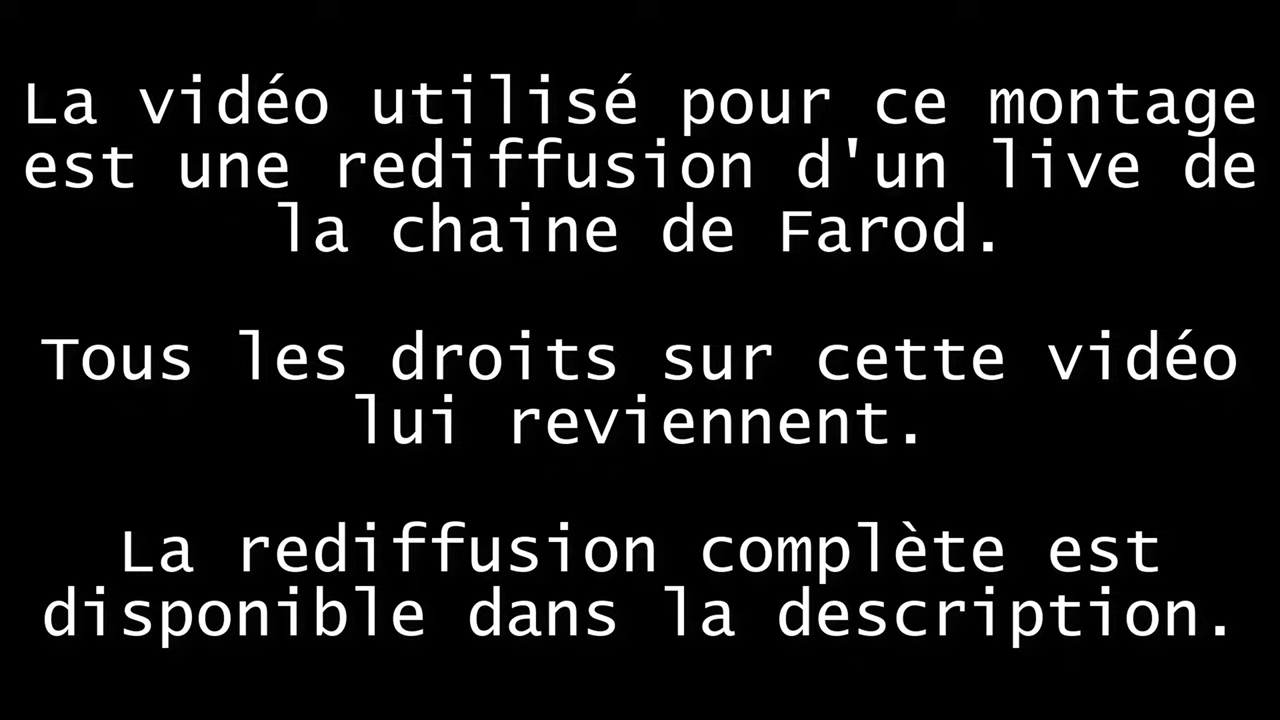 La vidéo utilisé pour ce montage
est une rediffusion d'un live de
la chaine de Farod.
Tous les droits sur cette vidéo
lui reviennent.
La rediffusion complète est
disponible dans la description.